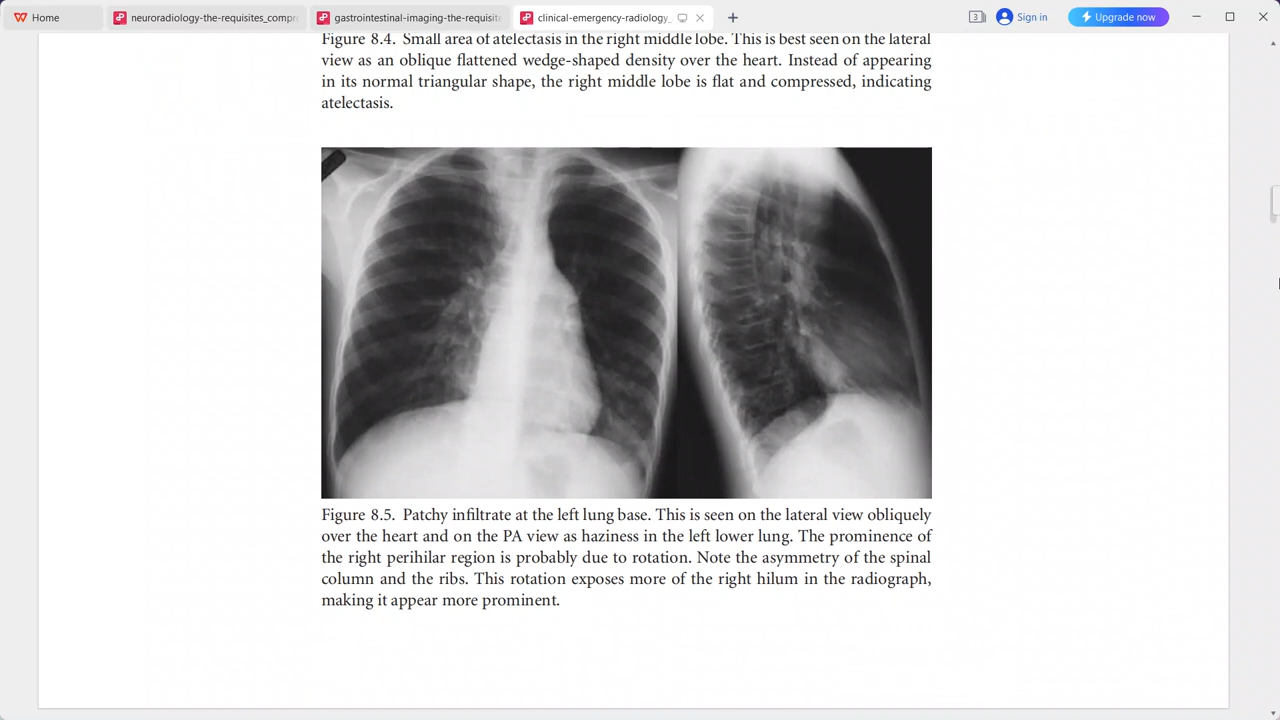 Home
neuroradiology-the-requisite_compr
gastrointestinal-imaging-the-requisite
clinical-emergency-radiology_
3
Sign in
Upgrade now
Figure 8.4. Small area of atelectasis in the right middle lobe. This is best seen on the lateral
view as an oblique flattened wedge-shaped density over the heart. Instead of appearing
in its normal triangular shape, the right middle lobe is flat and compressed, indicating
atelectasis.
Figure 8.5. Patchy infiltrate at the left lung base. This is seen on the lateral view obliquely
over the heart and on the PA view as haziness in the left lower lung. The prominence of
the right perihilar region is probably due to rotation. Note the asymmetry of the spinal
column and the ribs. This rotation exposes more of the right hilum in the radiograph,
making it appear more prominent.